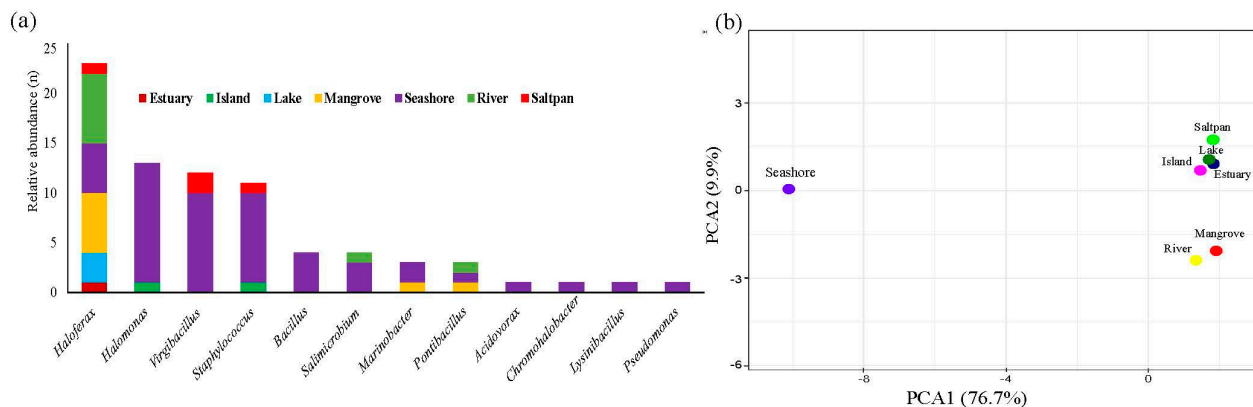 (a)
Relative abundance (n)
25
20
15
10
5
0
Estuary Island Lake Mangrove Seashore River Saltpan
Haloferax
Halomonas
Virgibacillus
Staphylococcus
Bacillus
Salimicrobium
Marinobacter
Pontibacillus
Acidovorax
Chromohalobacter
Lysinibacillus
Pseudomonas
(b)
PCA2 (9.9%)
3
0
-3
-6
Saltpan
Lake
Island
Estuary
Seashore
Mangrove
River
-8
-4
0
PCA1 (76.7%)